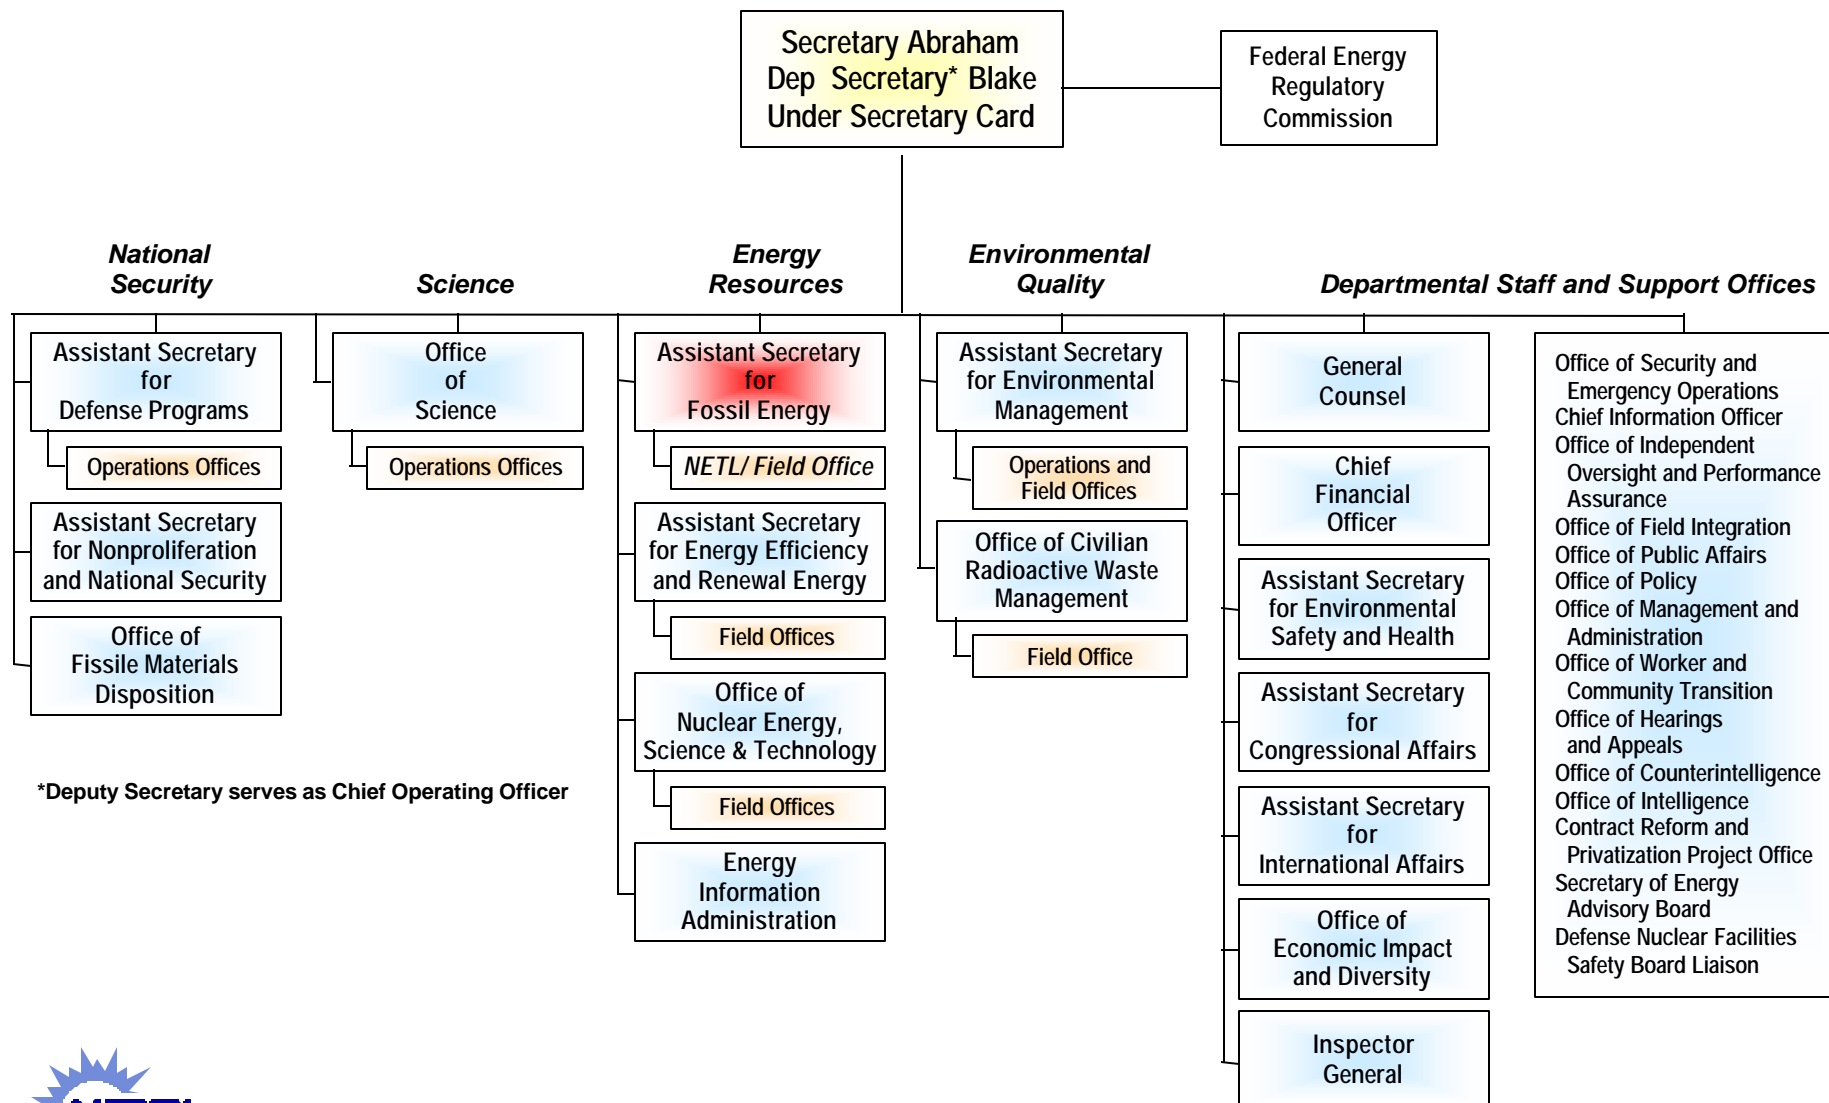 Secretary Abraham
Dep Secretary* Blake
Under Secretary Card
Federal Energy
Regulatory
Commission
National
Security
Science
Energy
Resources
Environmental
Quality
Departmental Staff and Support Offices
Assistant Secretary
for
Defense Programs
Operations Offices
Assistant Secretary
for Nonproliferation
and National Security
Office of
Fissile Materials
Disposition
Office
of
Science
Operations Offices
Assistant Secretary
for
Fossil Energy
NETL/ Field Office
Assistant Secretary
for Energy Efficiency
and Renewal Energy
Field Offices
Office of
Nuclear Energy,
Science & Technology
Field Offices
Energy
Information
Administration
Assistant Secretary
for Environmental
Management
Operations and
Field Offices
Office of Civilian
Radioactive Waste
Management
Field Office
General
Counsel
Chief
Financial
Officer
Assistant Secretary
for Environmental
Safety and Health
Assistant Secretary
for
Congressional Affairs
Assistant Secretary
for
International Affairs
Office of
Economic Impact
and Diversity
Inspector
General
Office of Security and
Emergency Operations
Chief Information Officer
Office of Independent
Oversight and Performance
Assurance
Office of Field Integration
Office of Public Affairs
Office of Policy
Office of Management and
Administration
Office of Worker and
Community Transition
Office of Hearings
and Appeals
Office of Counterintelligence
Office of Intelligence
Contract Reform and
Privatization Project Office
Secretary of Energy
Advisory Board
Defense Nuclear Facilities
Safety Board Liaison
*Deputy Secretary serves as Chief Operating Officer